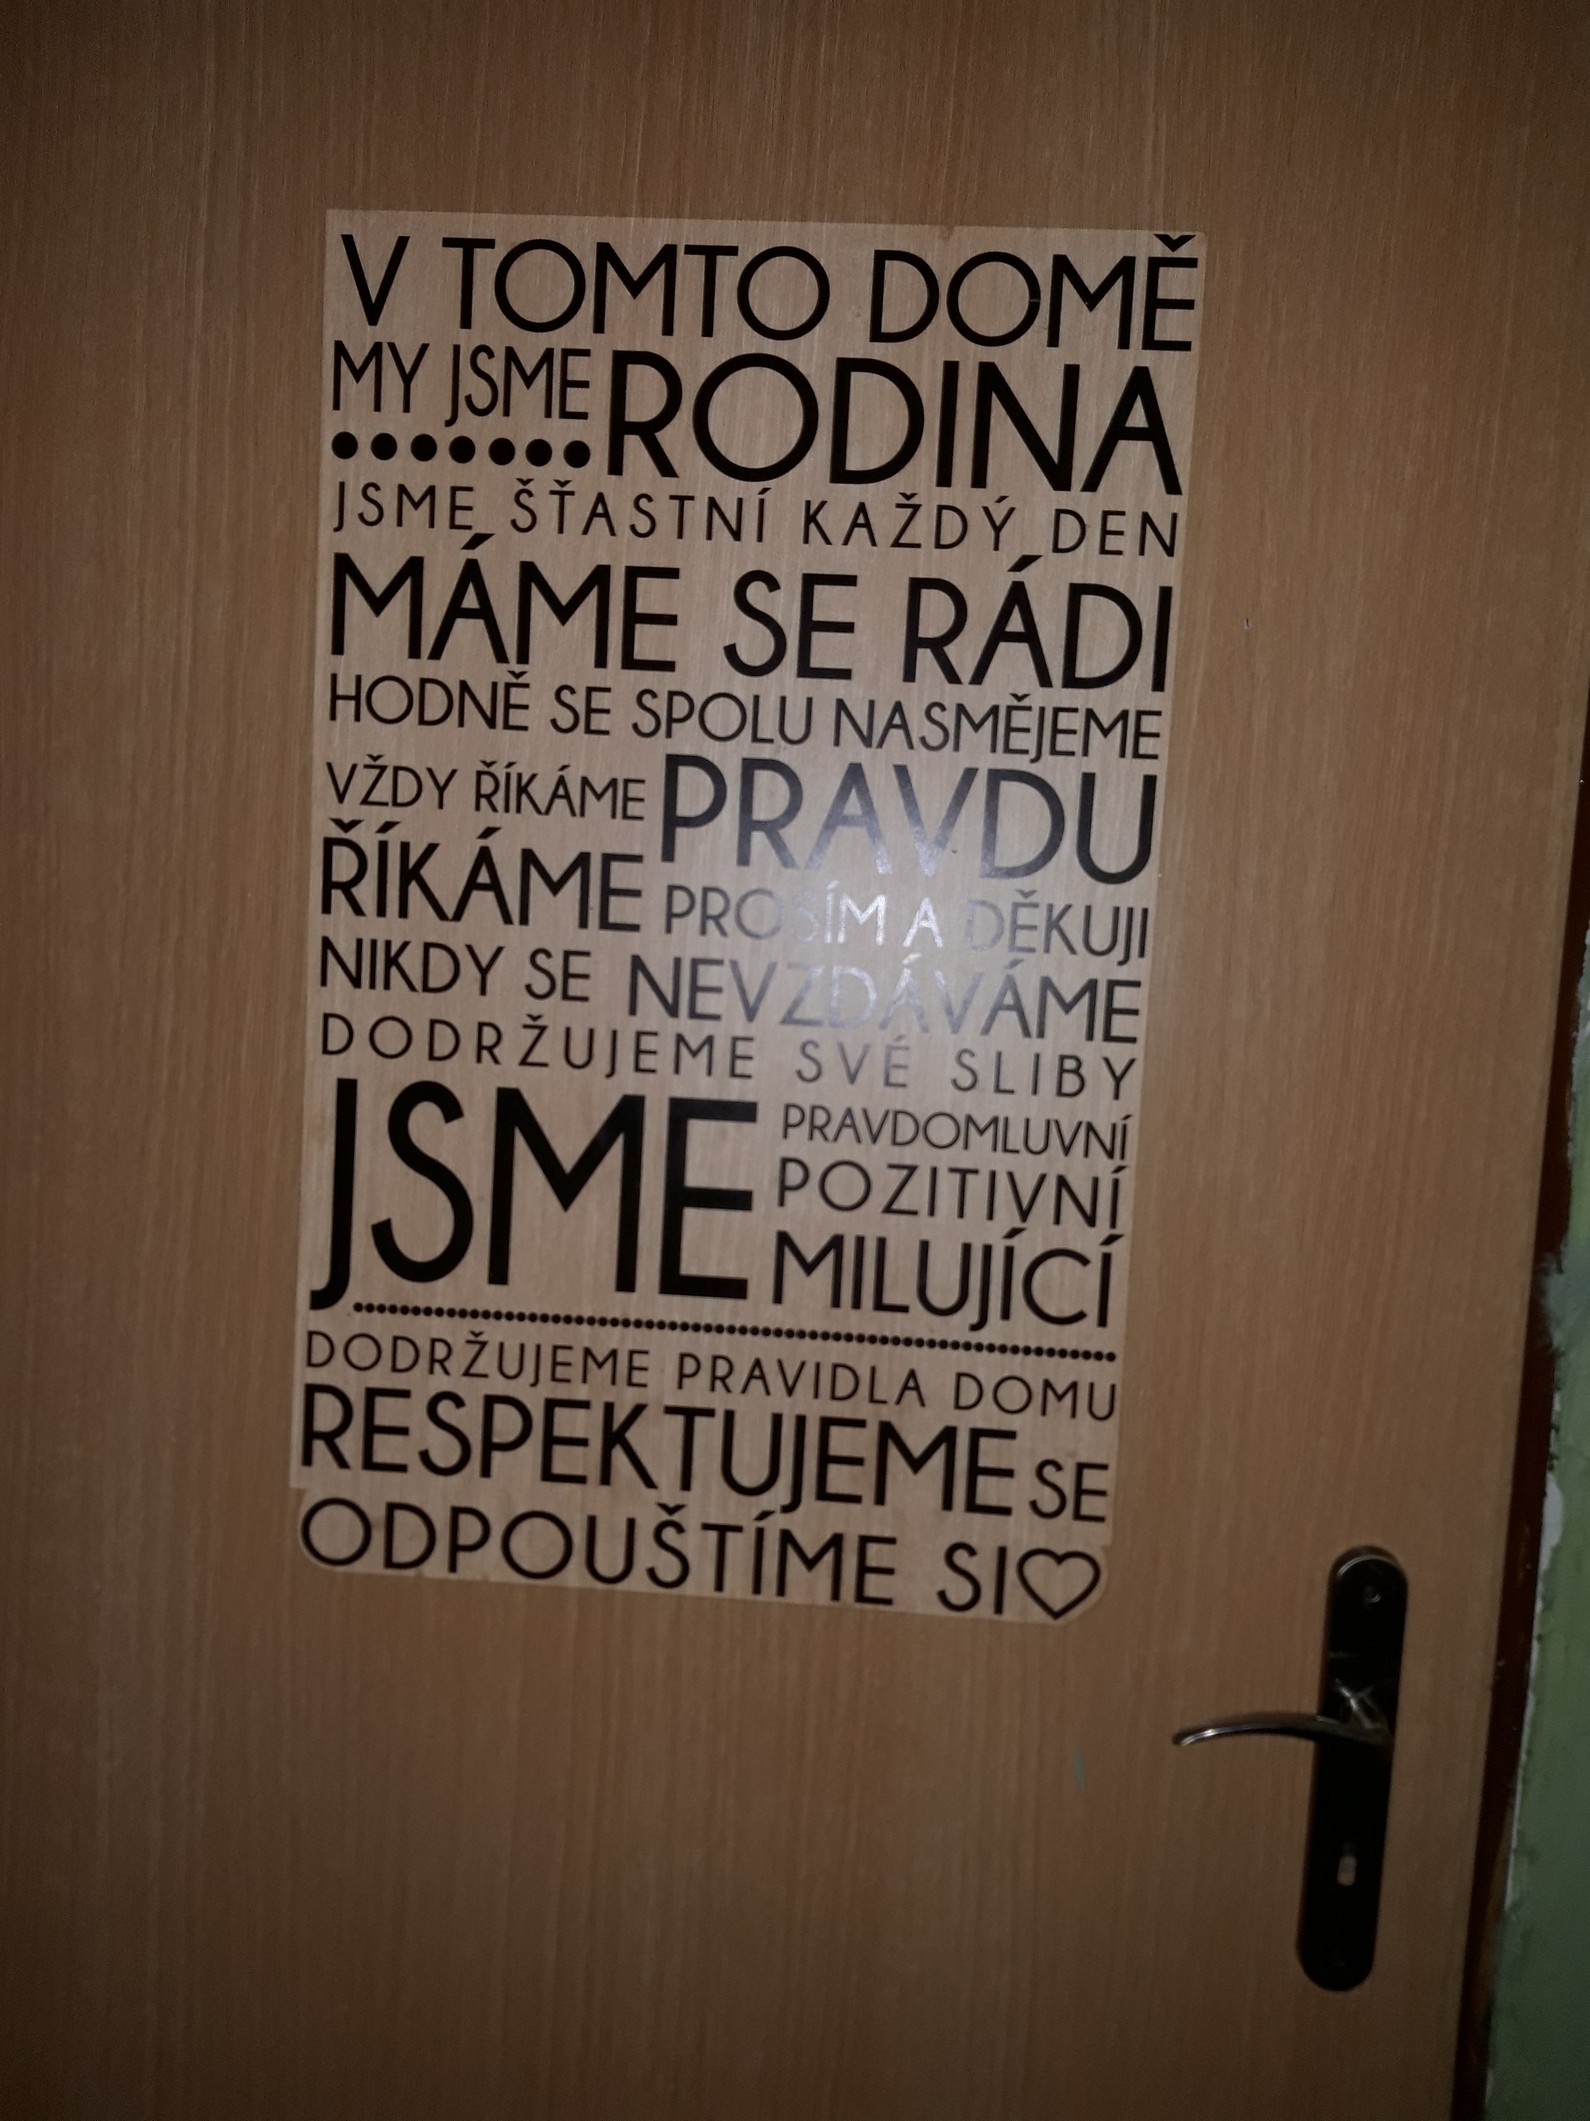 V TOMTO DOMĚ
MY JSME RODINA
JSME ŠŤASTNÍ KAŽDÝ DEN
MÁME SE RÁDI
HODNĚ SE SPOLU NASMĚJEME
VŽDY ŘÍKÁME PRAVDU
ŘÍKÁME PROSÍM A DĚKUJI
NIKDY SE NEVZDÁVÁME
DODRŽUJEME SVÉ SLIBY
JSME PRAVDOMLUVNÍ
POZITIVNÍ
MILUJÍCÍ
DODRŽUJEME PRAVIDLA DOMU
RESPEKTUJEME SE
ODPOUŠTÍME SI